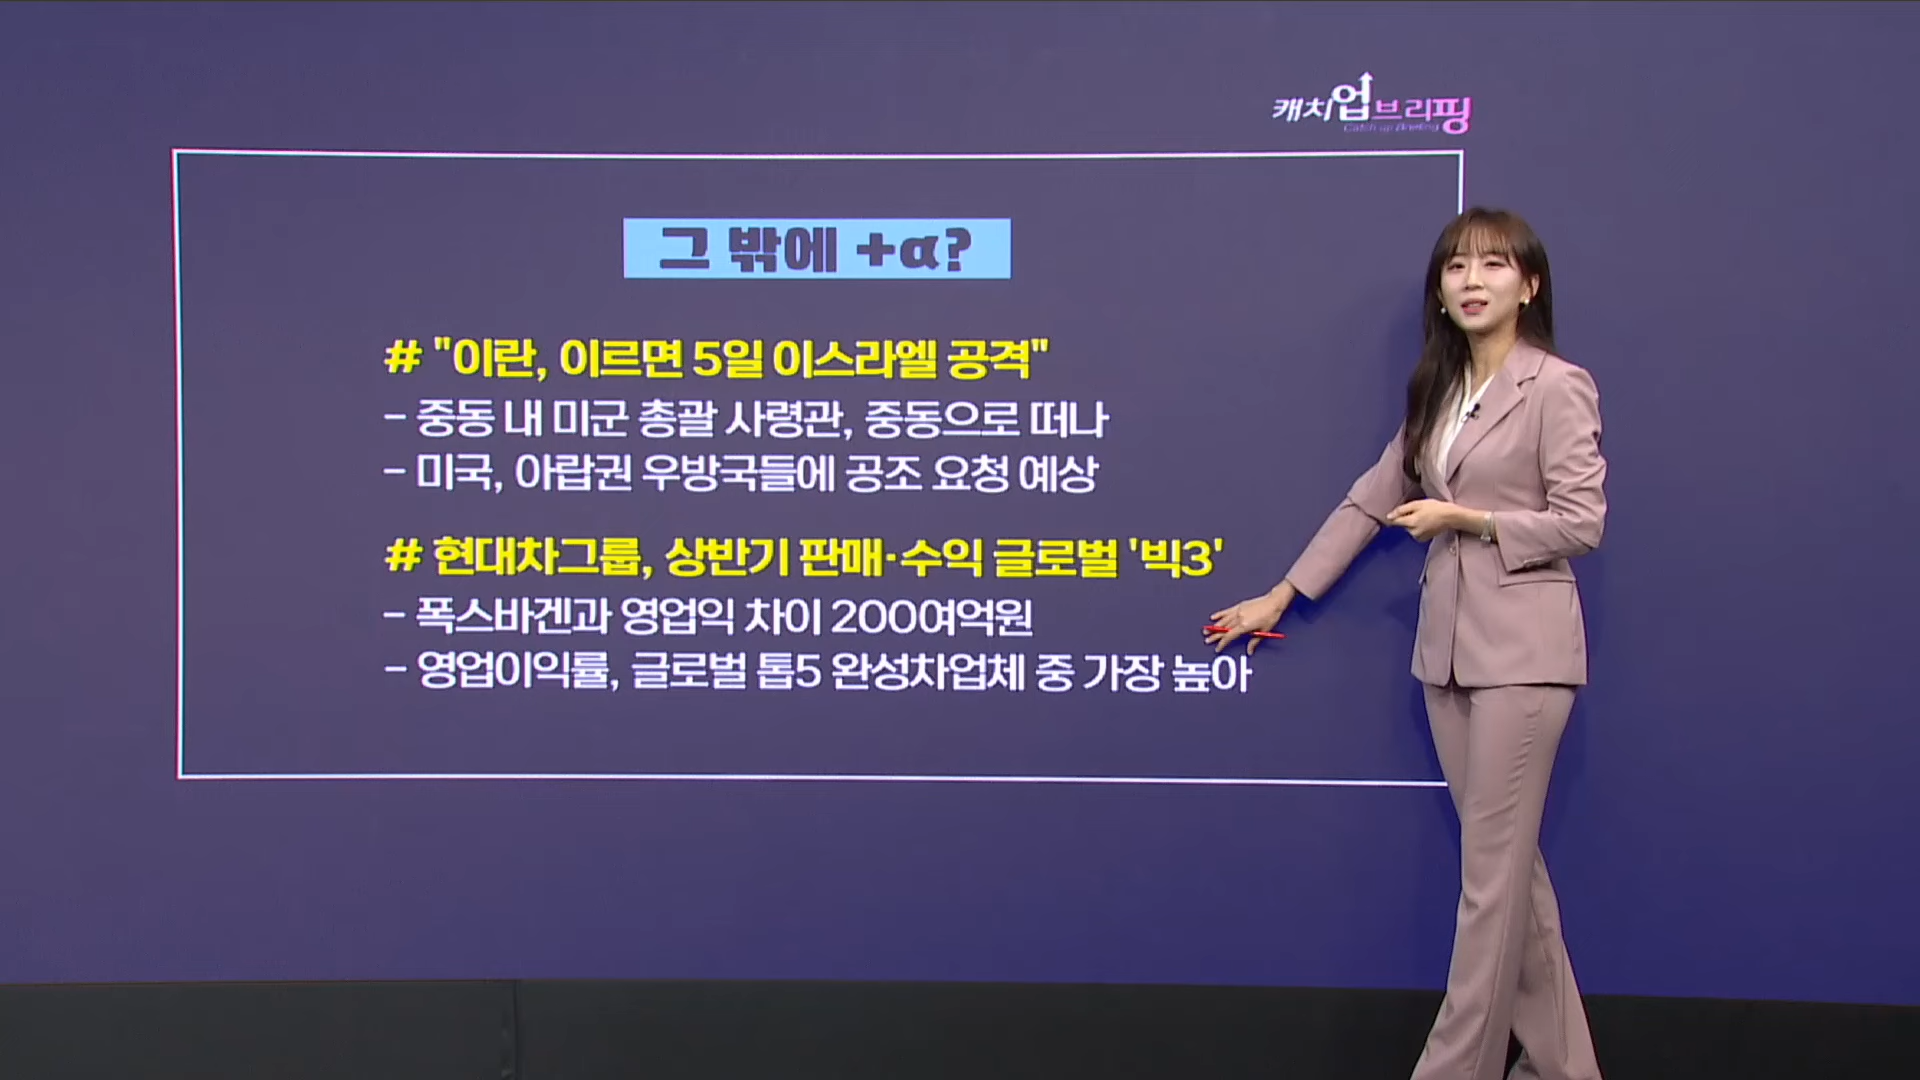 캐치업브리핑
Catch up Briefing
그 밖에 +α?
# "이란, 이르면 5일 이스라엘 공격"
- 중동 내 미군 총괄 사령관, 중동으로 떠나
- 미국, 아랍권 우방국들에 공조 요청 예상
# 현대차그룹, 상반기 판매·수익 글로벌 '빅3'
- 폭스바겐과 영업익 차이 200여억원
- 영업이익률, 글로벌 톱5 완성차업체 중 가장 높아